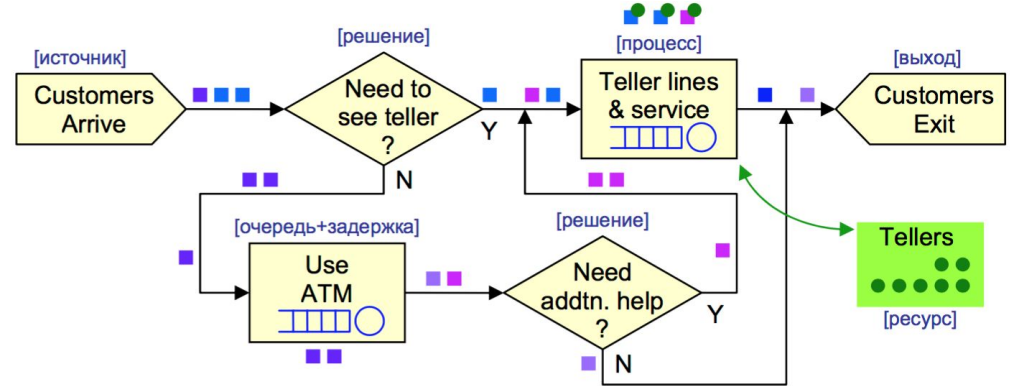 [источник]
Customers
Arrive
[решение]
Need to
see teller
?
Y
N
[процесс]
Teller lines
& service
[выход]
Customers
Exit
[очередь+задержка]
Use
ATM
[решение]
Need
addtn. help
?
Y
N
Tellers
[ресурс]